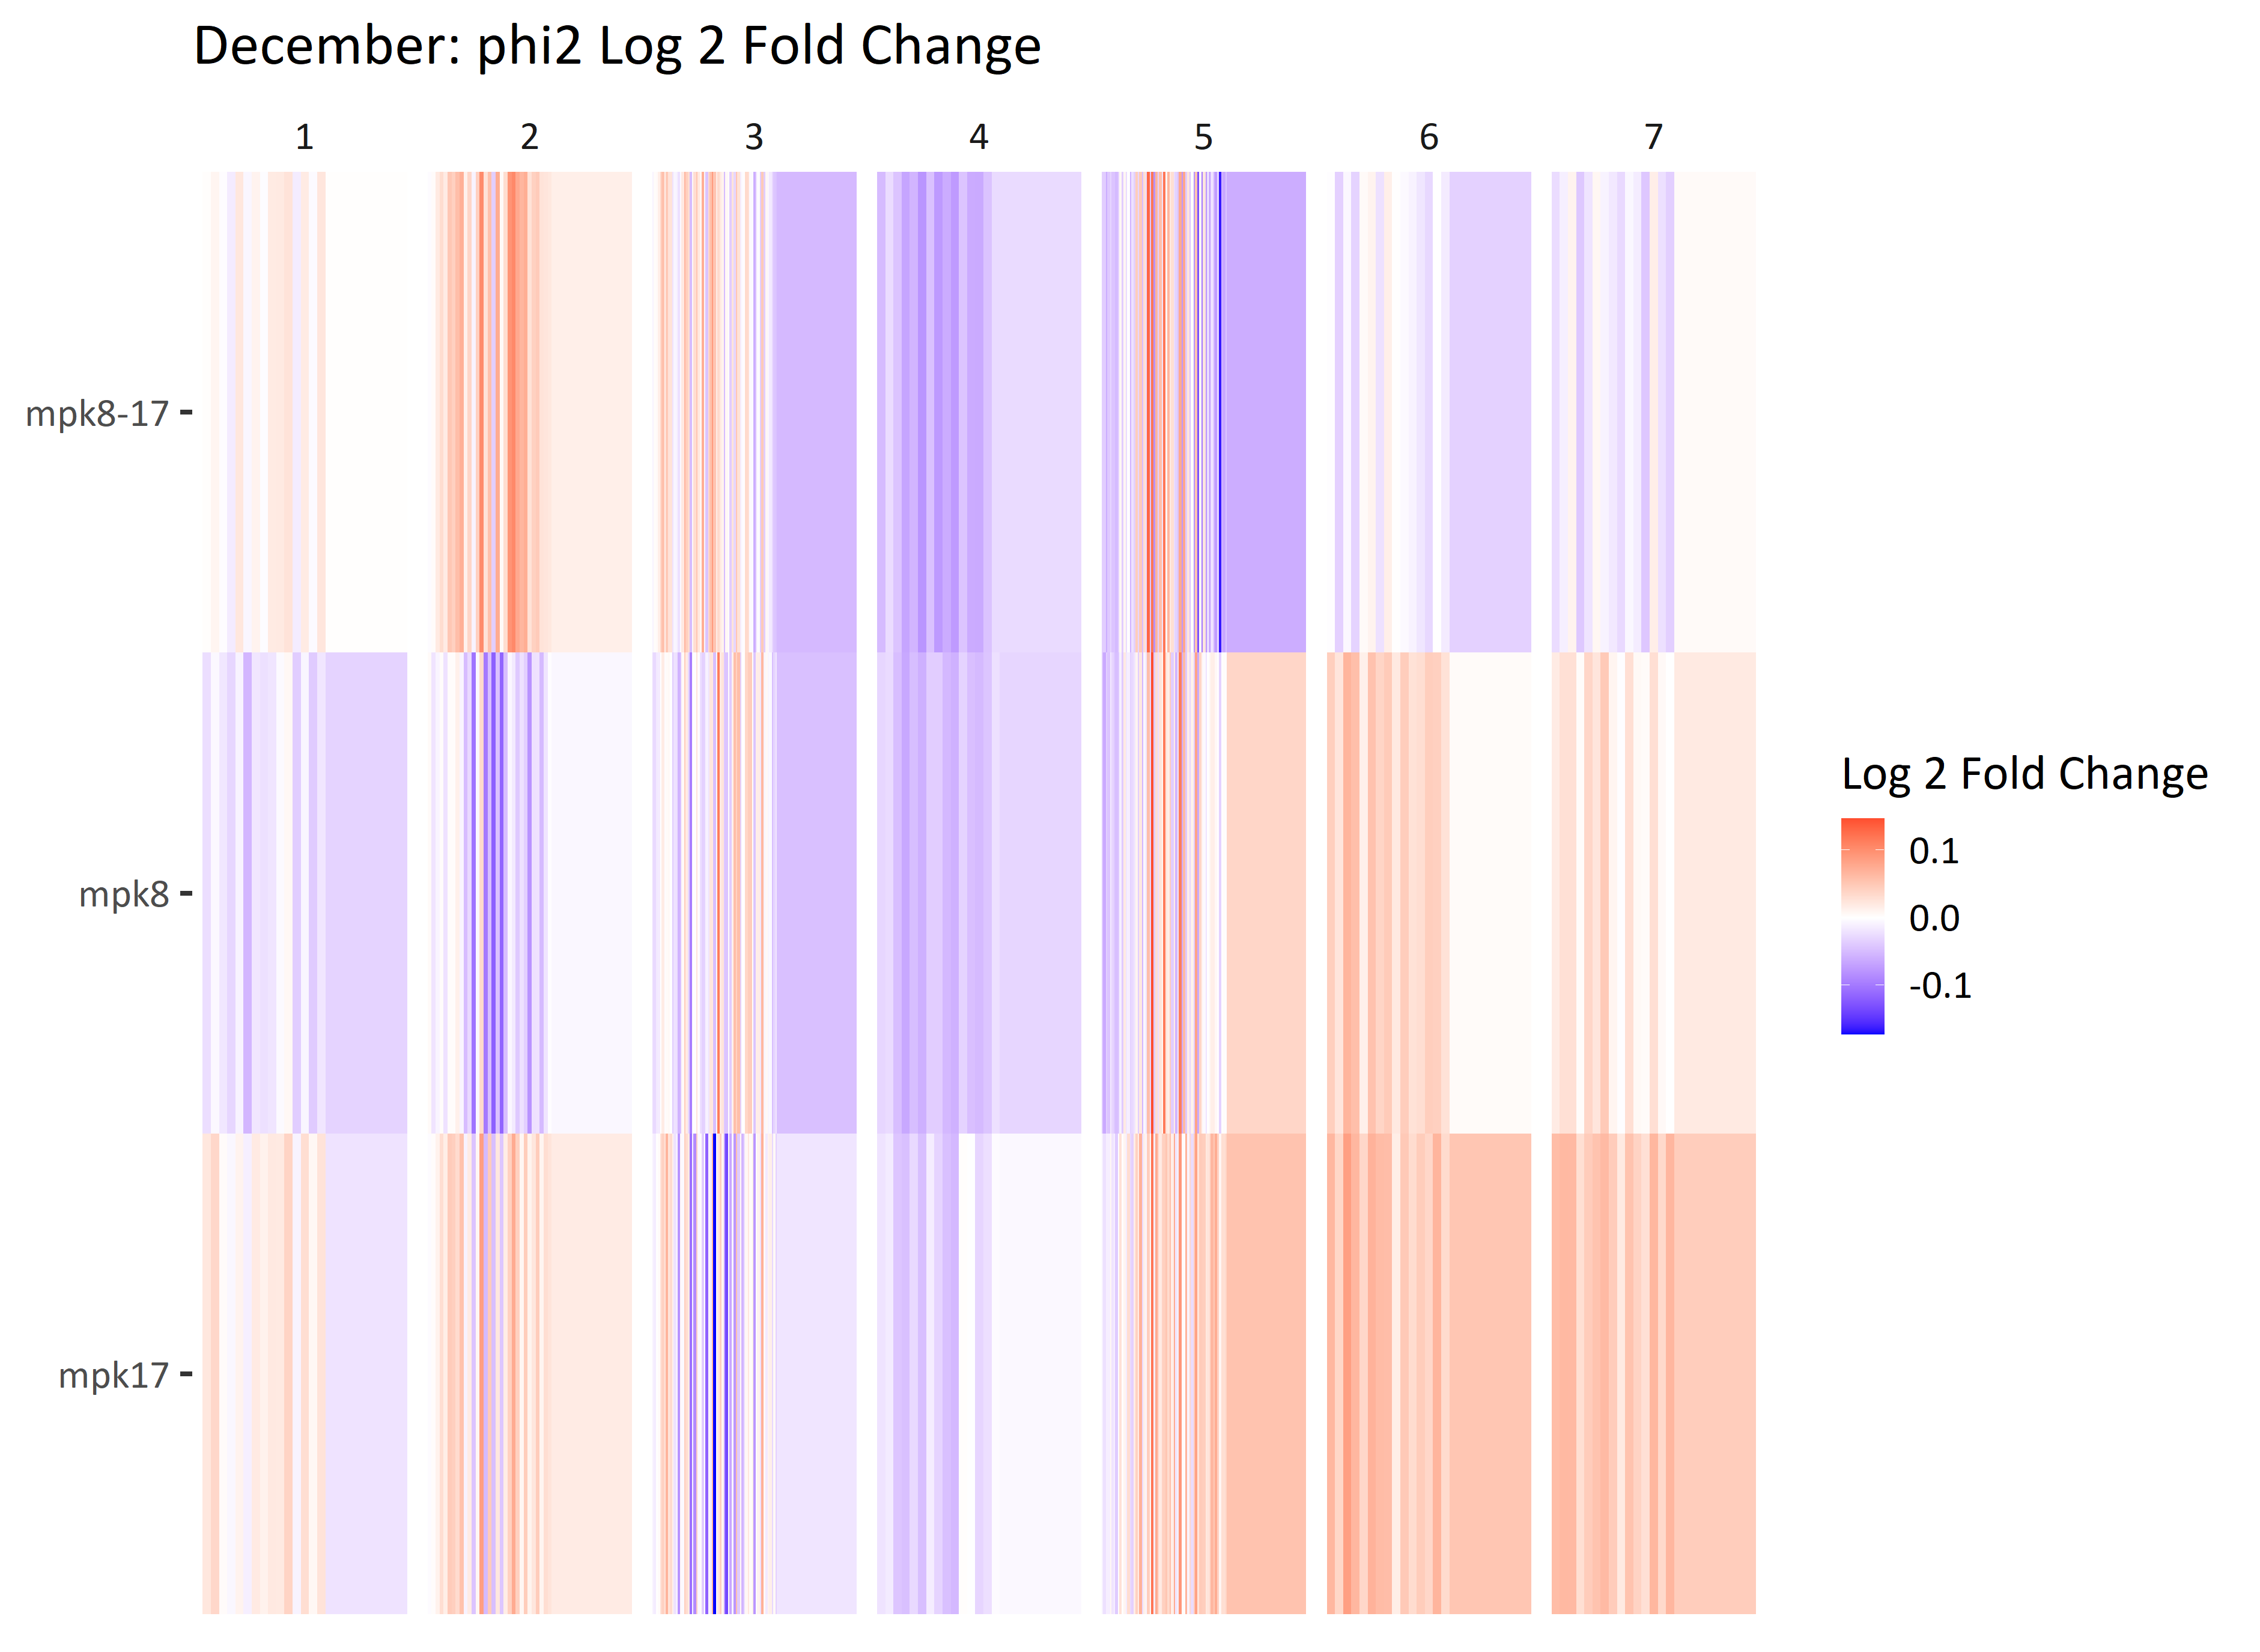 December: phi2 Log 2 Fold Change
1 2 3 4 5 6 7
mpk8-17
mpk8
mpk17
Log 2 Fold Change
0.1
0.0
-0.1